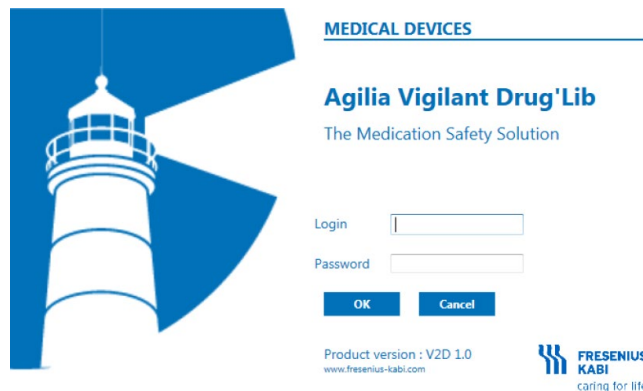 MEDICAL DEVICES
Agilia Vigilant Drug'Lib
The Medication Safety Solution
Login
Password
OK Cancel
Product version : V2D 1.0
www.fresenius-kabi.com
FRESENIUS
KABI
caring for life